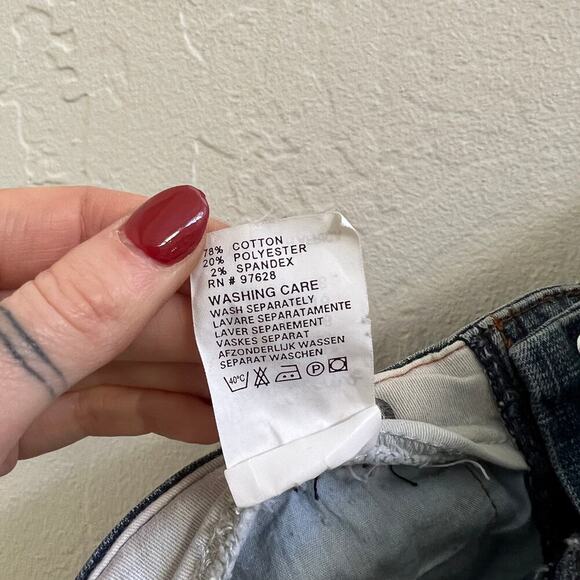 78% COTTON
20% POLYESTER
2% SPANDEX
RN # 97628
WASHING CARE
WASH SEPARATELY
LAVARE SEPARATAMENTE
LAVER SEPAREMENT
VASKES SEPARAT
AFZONDERLIJK WASSEN
SEPARAT WASCHEN
40°C P